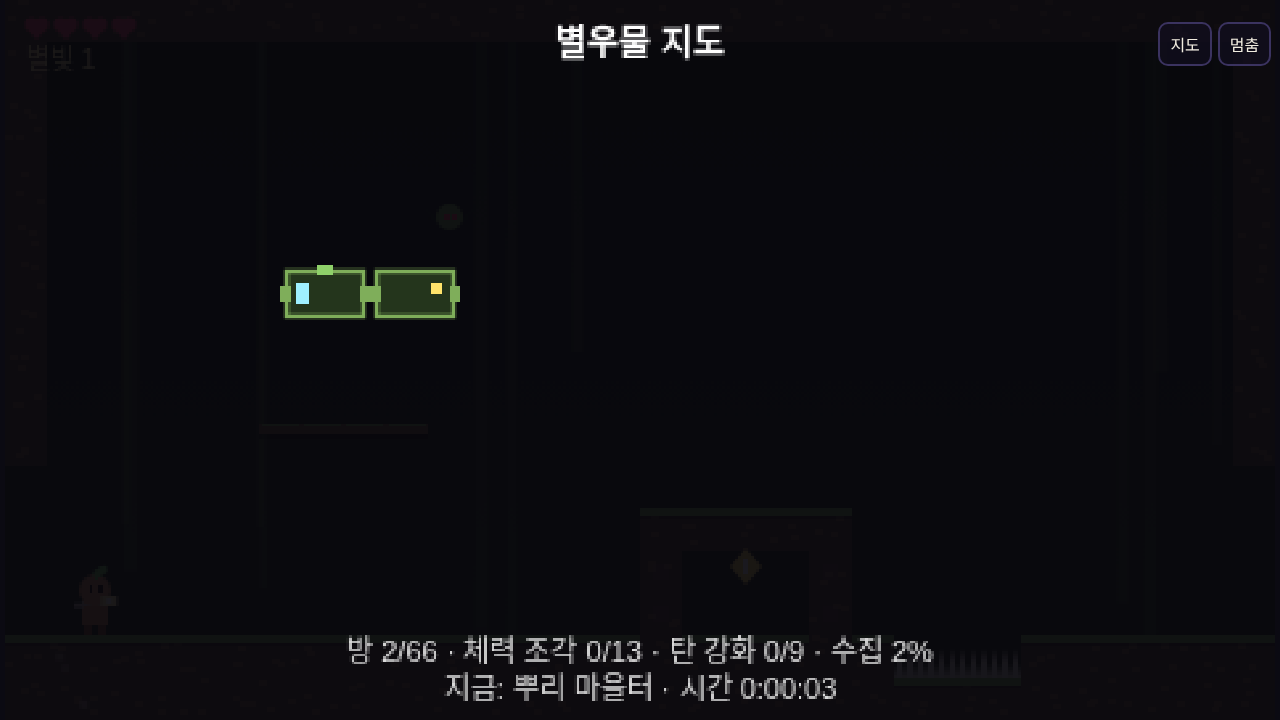 별빛 1
별우물 지도
지도
멈춤
방 2/66 · 체력 조각 0/13 · 탄 강화 0/9 · 수집 2%
지금: 뿌리 마을터 · 시간 0:00:03